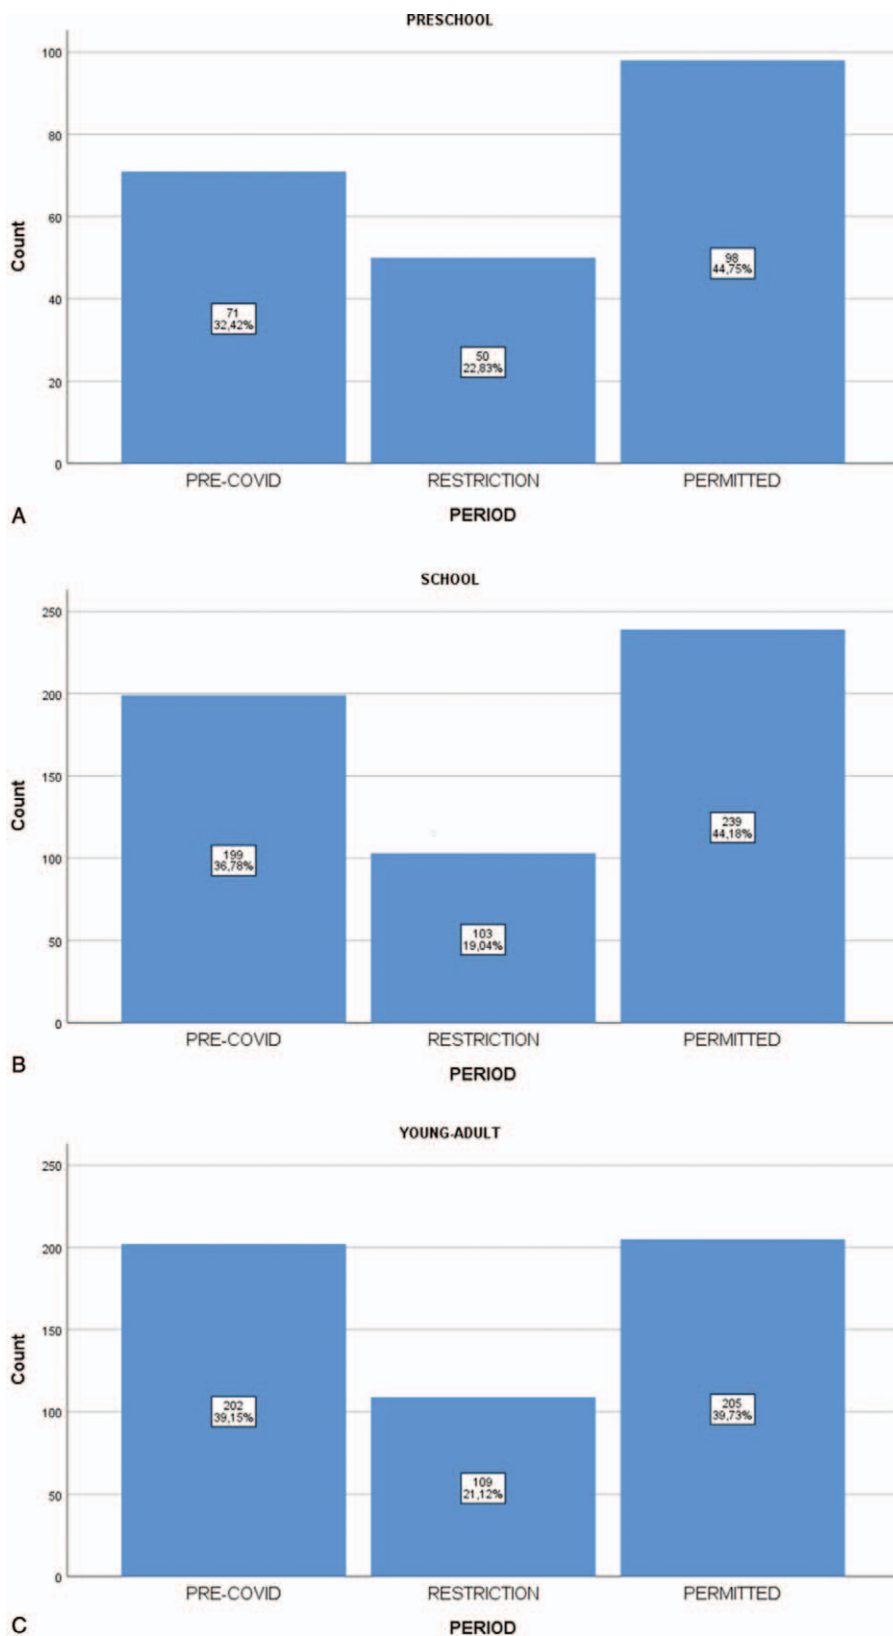 PRESCHOOL
100
80
60
40
20
0
Count
71
32,42%
50
22,83%
98
44,75%
PRE-COVID RESTRICTION PERMITTED
PERIOD
A
SCHOOL
250
200
150
100
50
0
Count
199
36,78%
103
19,04%
239
44,18%
PRE-COVID RESTRICTION PERMITTED
PERIOD
B
YOUNG-ADULT
250
200
150
100
50
0
Count
202
39,15%
109
21,12%
205
39,73%
PRE-COVID RESTRICTION PERMITTED
PERIOD
C